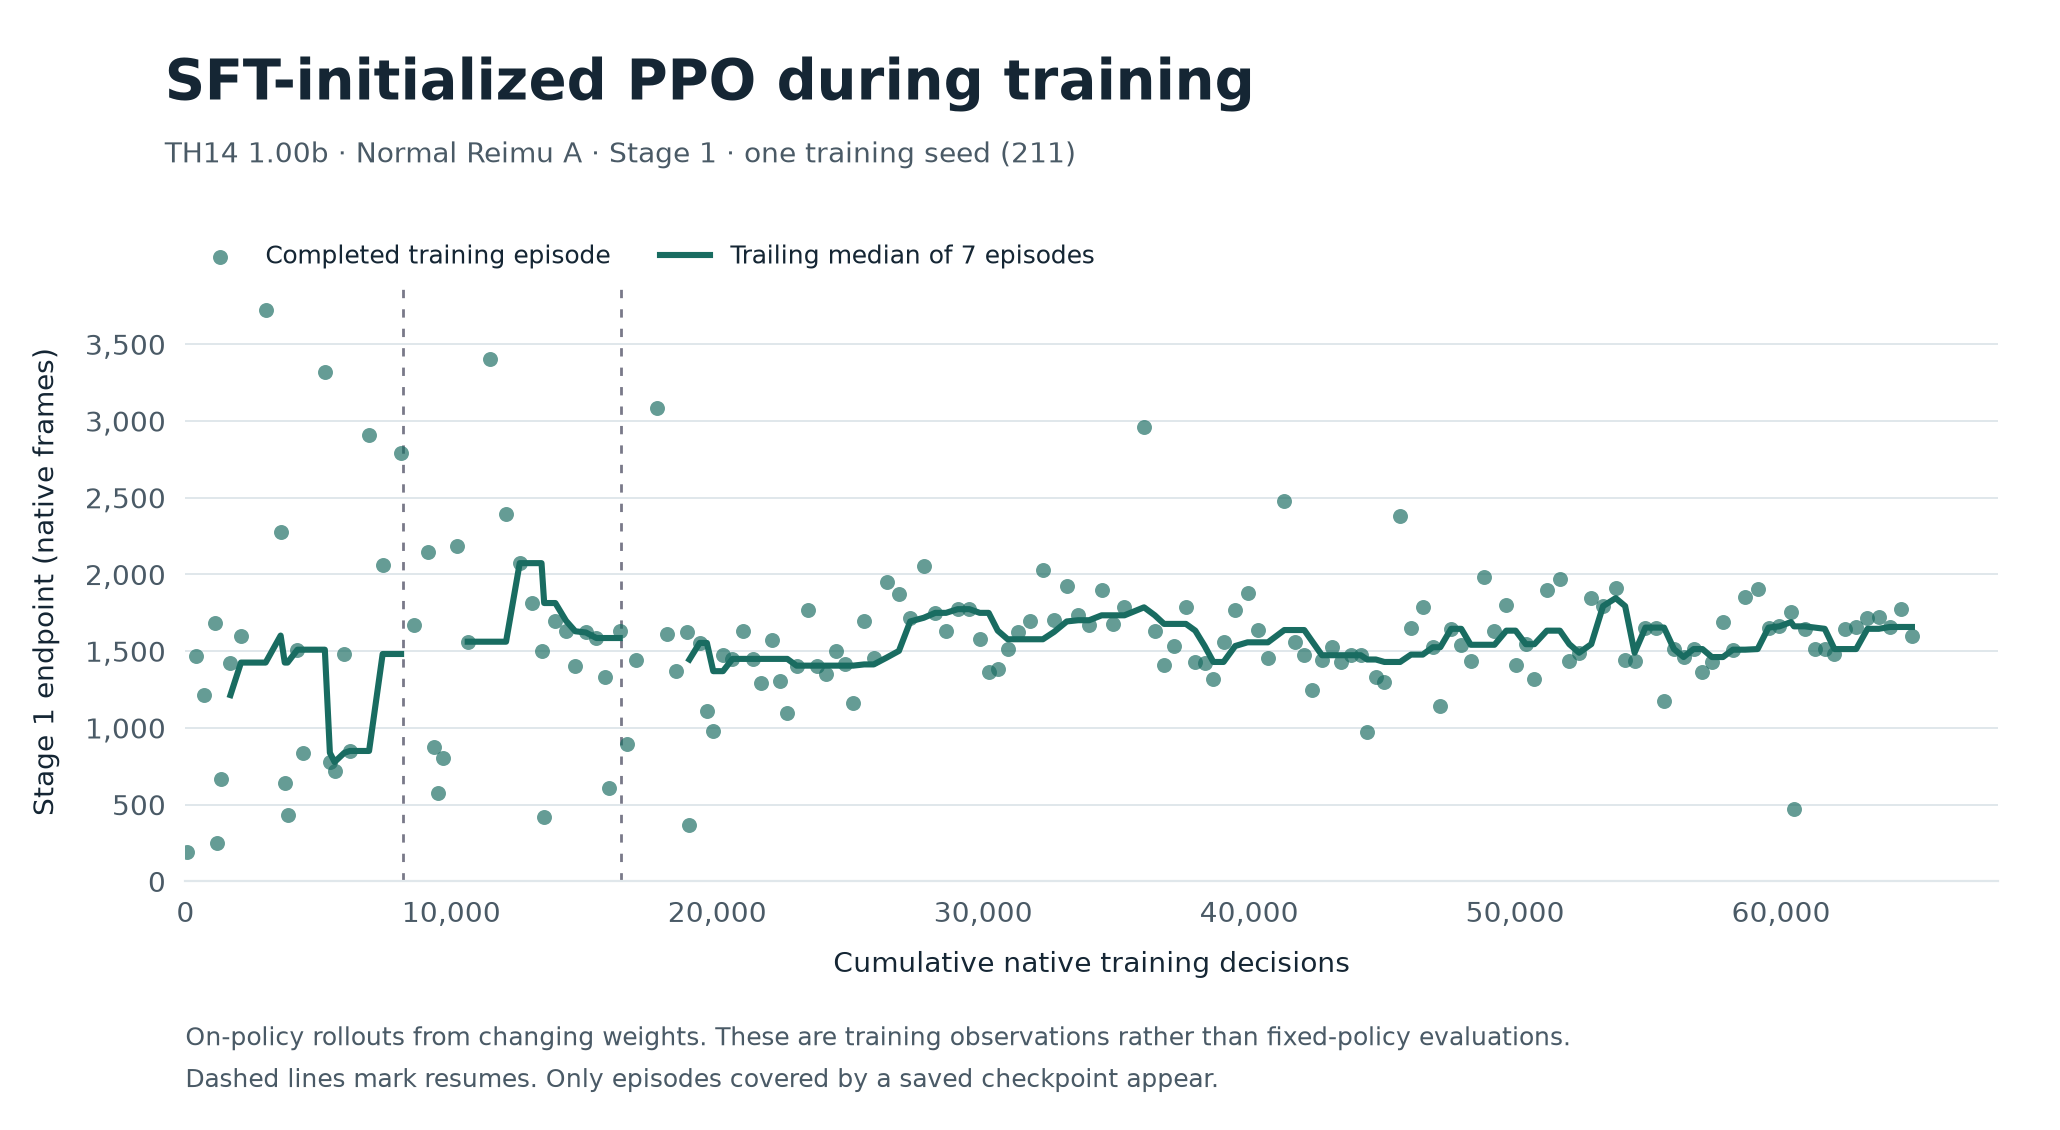 SFT-initialized PPO during training
TH14 1.00b · Normal Reimu A · Stage 1 · one training seed (211)
Completed training episode
Trailing median of 7 episodes
Stage 1 endpoint (native frames)
3,500
3,000
2,500
2,000
1,500
1,000
500
0
0 10,000 20,000 30,000 40,000 50,000 60,000
Cumulative native training decisions
On-policy rollouts from changing weights. These are training observations rather than fixed-policy evaluations.
Dashed lines mark resumes. Only episodes covered by a saved checkpoint appear.